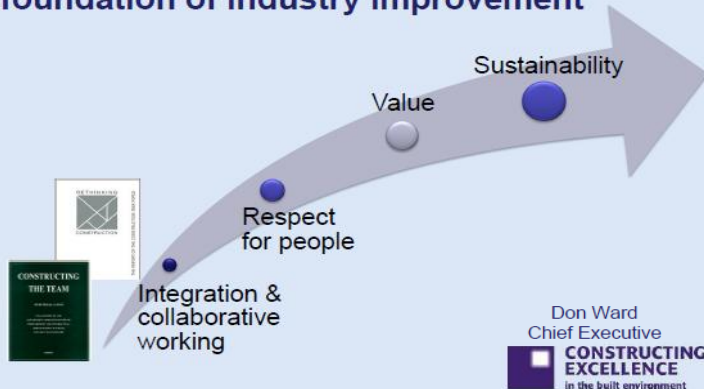 foundation of industry improvement
Sustainability
Value
Respect
for people
Integration &
collaborative
working
RETHINKING
CONSTRUCTION
CONSTRUCTING
THE TEAM
Don Ward
Chief Executive
CONSTRUCTING
EXCELLENCE
in the built environment